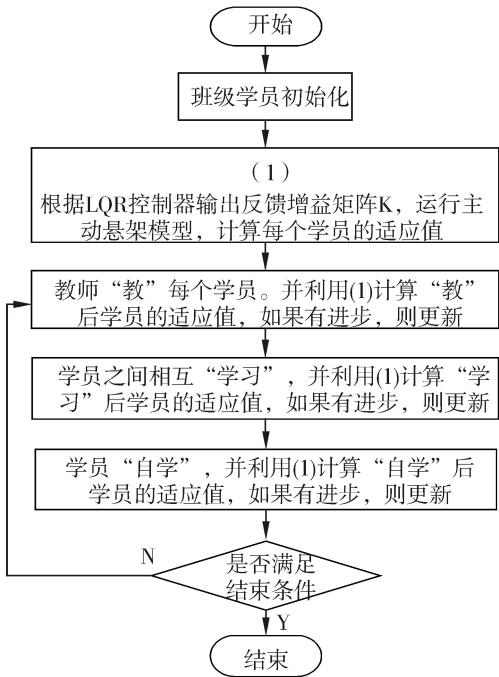 开始
班级学员初始化
（1）
根据LQR控制器输出反馈增益矩阵K，运行主
动悬架模型，计算每个学员的适应值
教师“教”每个学员。并利用(1)计算“教”
后学员的适应值，如果有进步，则更新
学员之间相互“学习”，并利用(1)计算“学
习”后学员的适应值，如果有进步，则更新
学员“自学”，并利用(1)计算“自学”后
学员的适应值，如果有进步，则更新
N
是否满足
结束条件
Y
结束